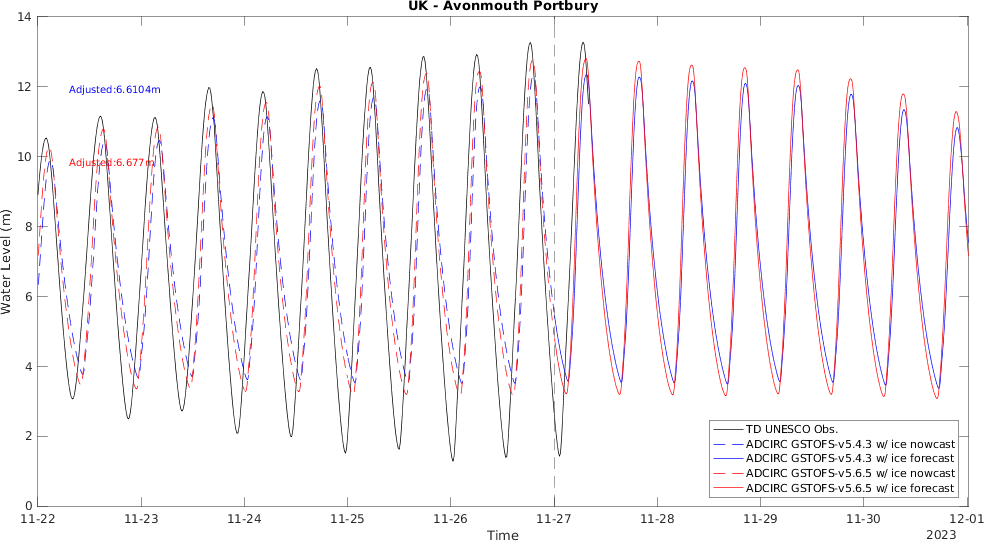 UK - Avonmouth Portbury
14
12
10
8
6
4
2
0
Water Level (m)
Adjusted:6.6104m
Adjusted:6.677m
TD UNESCO Obs.
ADCIRC GSTOFS-v5.4.3 w/ ice nowcast
ADCIRC GSTOFS-v5.4.3 w/ ice forecast
ADCIRC GSTOFS-v5.6.5 w/ ice nowcast
ADCIRC GSTOFS-v5.6.5 w/ ice forecast
11-22 11-23 11-24 11-25 11-26 11-27 11-28 11-29 11-30 12-01
Time
2023